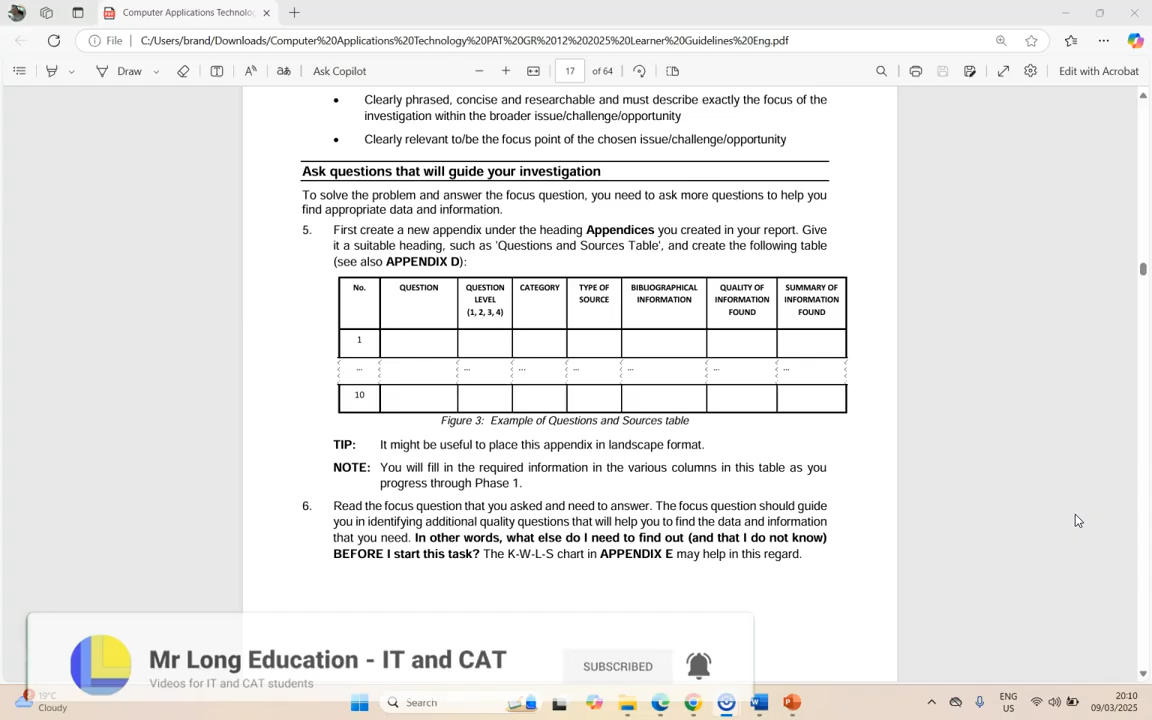 Computer Applications Technolo
File
C:/Users/brand/Downloads/Computer%20Applications%20Technology%20PAT%20GR%2012%202025%20Learner%20Guidelines%20Eng.pdf
Draw
Ask Copilot
17 of 64
Edit with Acrobat
• Clearly phrased, concise and researchable and must describe exactly the focus of the
investigation within the broader issue/challenge/opportunity
• Clearly relevant to/be the focus point of the chosen issue/challenge/opportunity
Ask questions that will guide your investigation
To solve the problem and answer the focus question, you need to ask more questions to help you
find appropriate data and information.
5. First create a new appendix under the heading Appendices you created in your report. Give
it a suitable heading, such as 'Questions and Sources Table', and create the following table
(see also APPENDIX D):
No. QUESTION QUESTION CATEGORY TYPE OF BIBLIOGRAPHICAL QUALITY OF SUMMARY OF
LEVEL SOURCE INFORMATION INFORMATION INFORMATION
(1, 2, 3, 4) FOUND FOUND
1
... ... ... ... ... ... ...
10
Figure 3: Example of Questions and Sources table
TIP: It might be useful to place this appendix in landscape format.
NOTE: You will fill in the required information in the various columns in this table as you
progress through Phase 1.
6. Read the focus question that you asked and need to answer. The focus question should guide
you in identifying additional quality questions that will help you to find the data and information
that you need. In other words, what else do I need to find out (and that I do not know)
BEFORE I start this task? The K-W-L-S chart in APPENDIX E may help in this regard.
Mr Long Education - IT and CAT
Videos for IT and CAT students
SUBSCRIBED
19°C
Cloudy
Search
ENG
US
20:10
09/03/2025